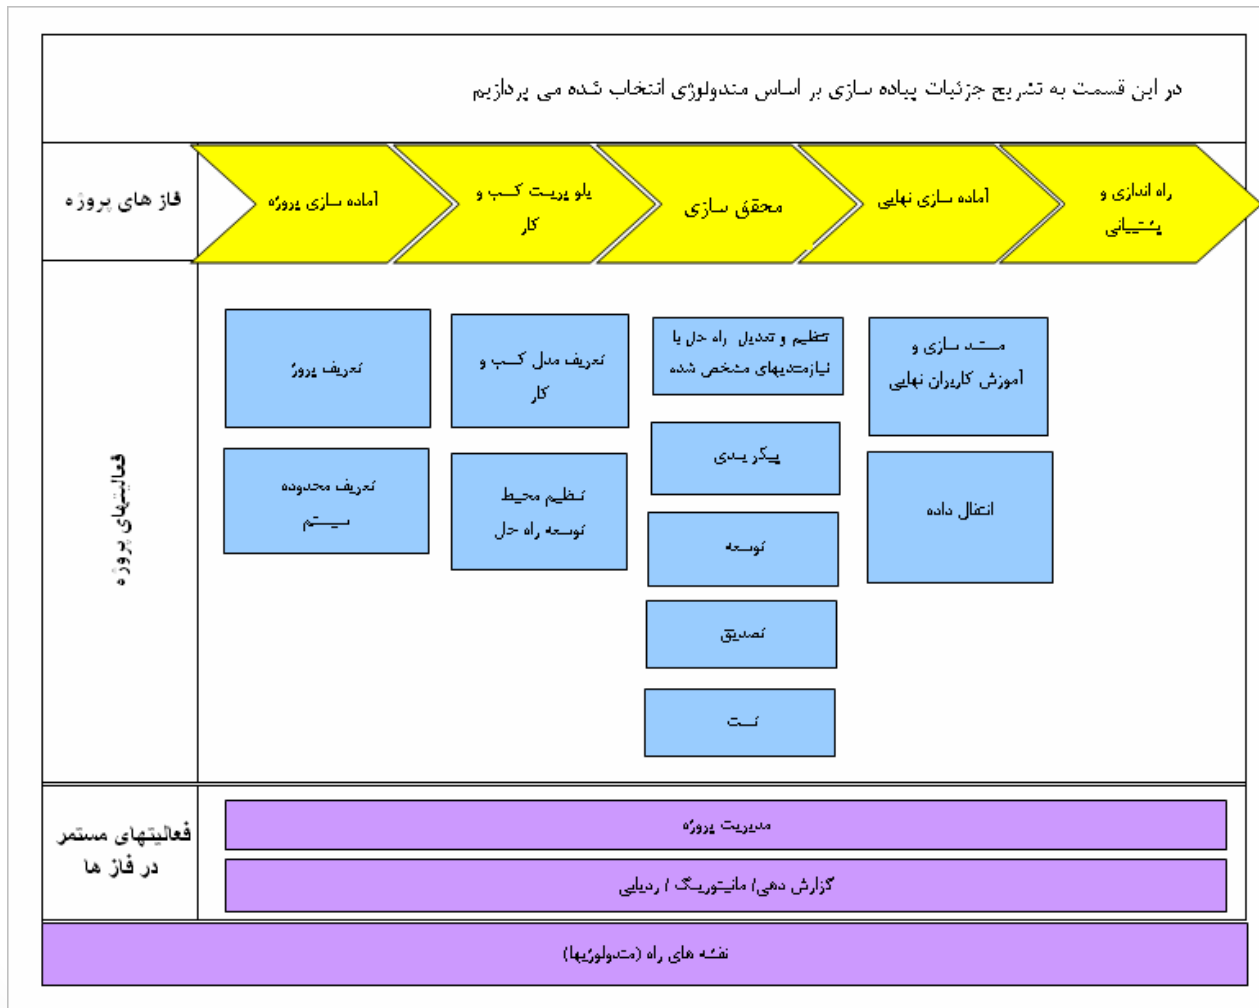 در این قسمت به تشریح جزئیات پیاده سازی بر اساس متدولوژی انتخاب شده می پردازیم
فاز های پروژه
آماده سازی پروژه
بلو پرینت کسب و
کار
محقق سازی
آماده سازی نهایی
راه اندازی و
پشتیبانی
فعالیتهای پروژه
تعریف پروژ
تعریف محدوده
سیستم
تعریف مدل کسب و
کار
تنظیم محیط
توسعه راه حل
تنظیم و تعدیل راه حل با
نیازمندیهای مشخص شده
پیکر بندی
توسعه
تصدیق
تست
مستند سازی و
آموزش کاربران نهایی
انتقال داده
فعالیتهای مستمر
در فاز ها
مدیریت پروژه
گزارش دهی/ مانیتورینگ / ردیابی
نقشه های راه (متدولوژیها)